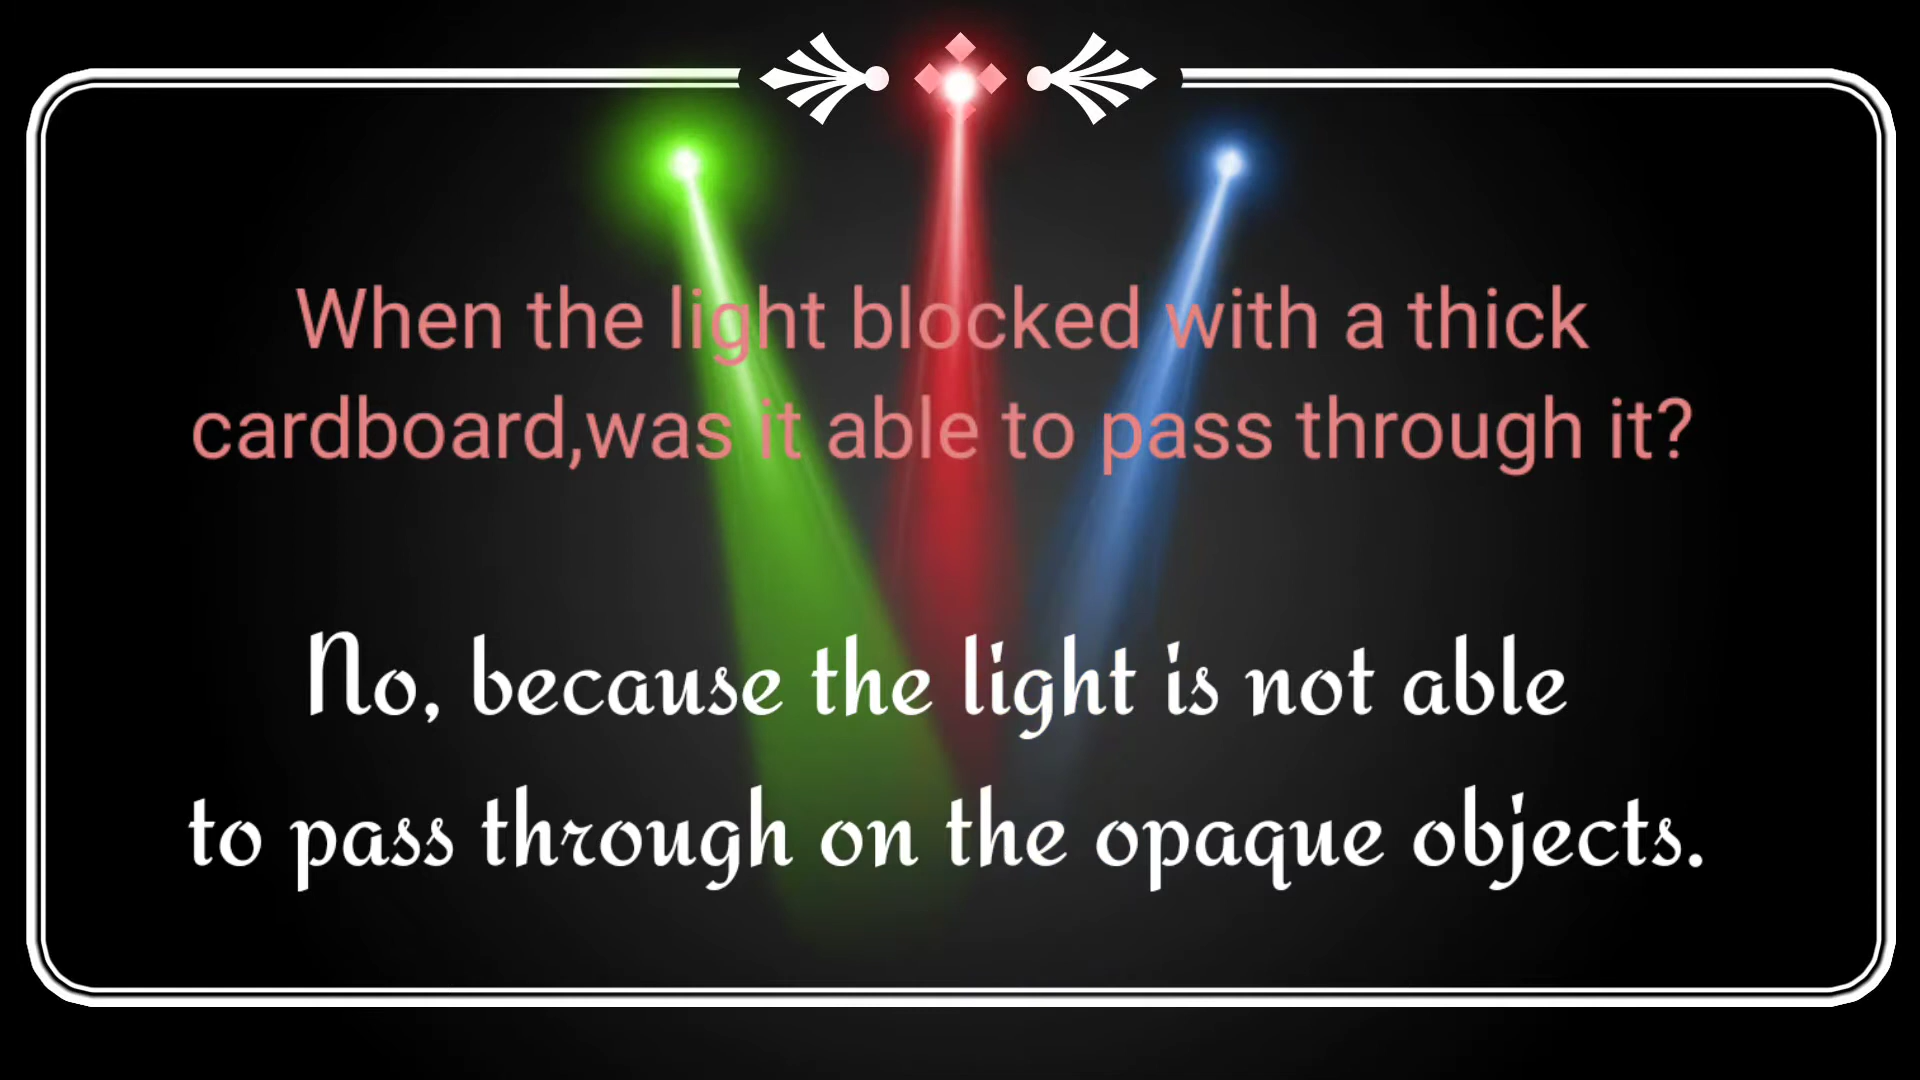 When the light blocked with a thick
cardboard,was it able to pass through it?
No, because the light is not able
to pass through on the opaque objects.